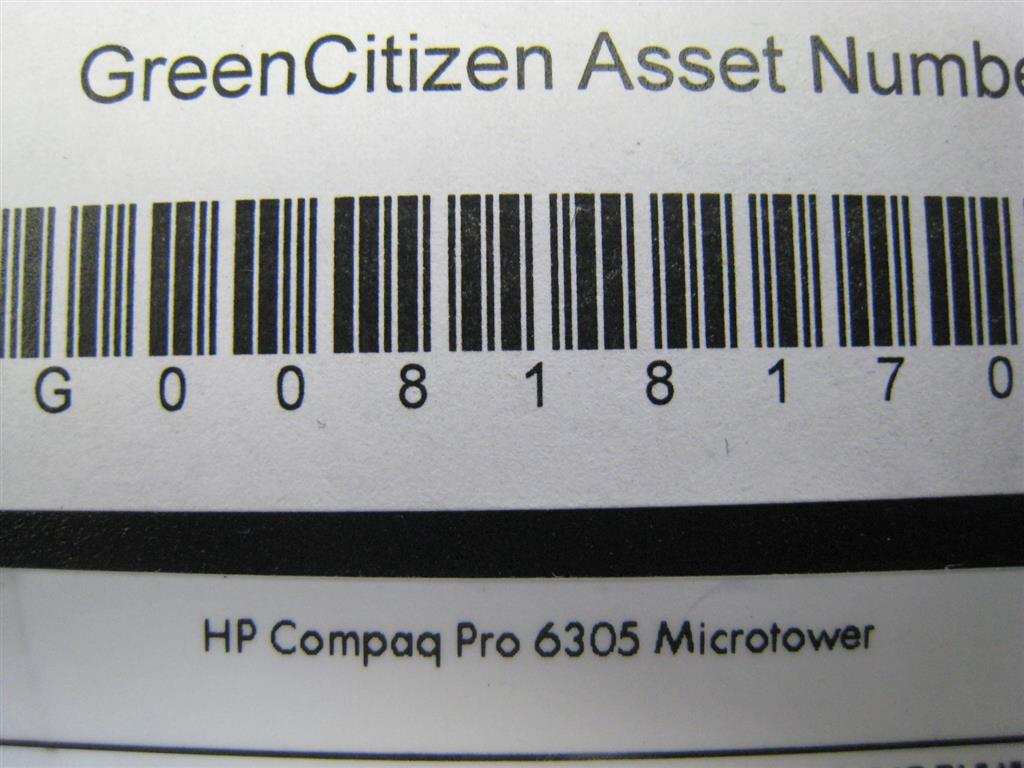 GreenCitizen Asset Numbe
G 0 0 8 1 8 1 7 0
HP Compaq Pro 6305 Microtower